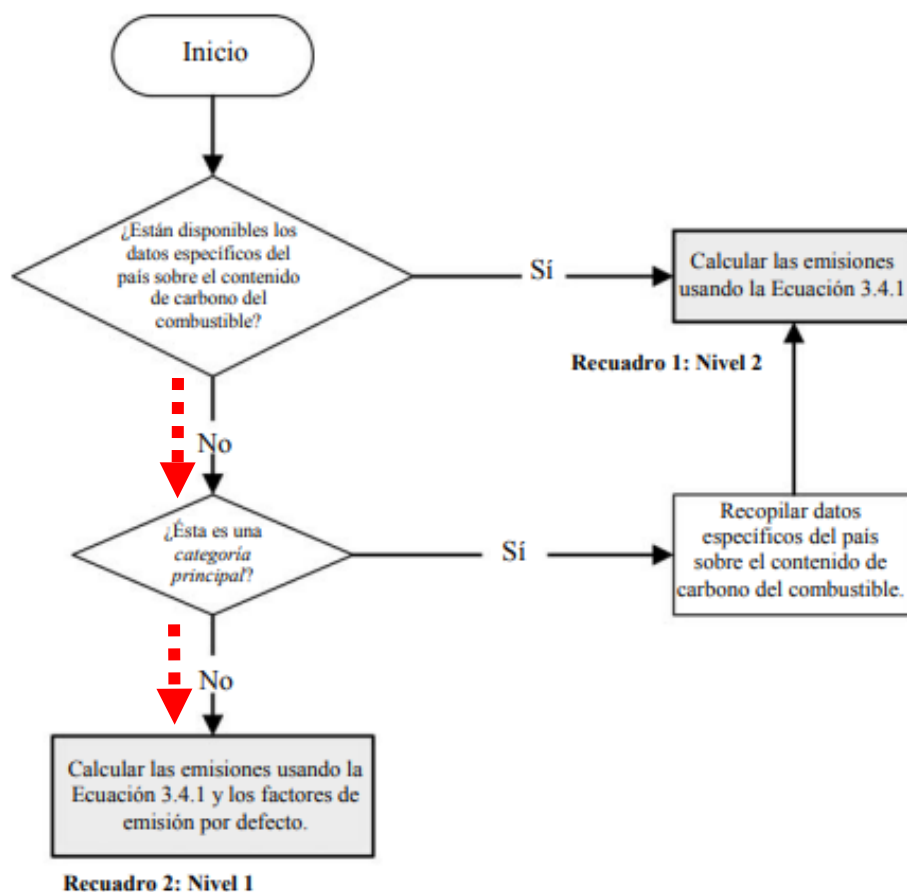 Inicio
¿Están disponibles los
datos específicos del
país sobre el contenido
de carbono del
combustible?
Sí
Calcular las emisiones
usando la Ecuación 3.4.1
Recuadro 1: Nivel 2
No
¿Ésta es una
categoría
principal?
Sí
Recopilar datos
específicos del país
sobre el contenido de
carbono del combustible.
No
Calcular las emisiones usando la
Ecuación 3.4.1 y los factores de
emisión por defecto.
Recuadro 2: Nivel 1